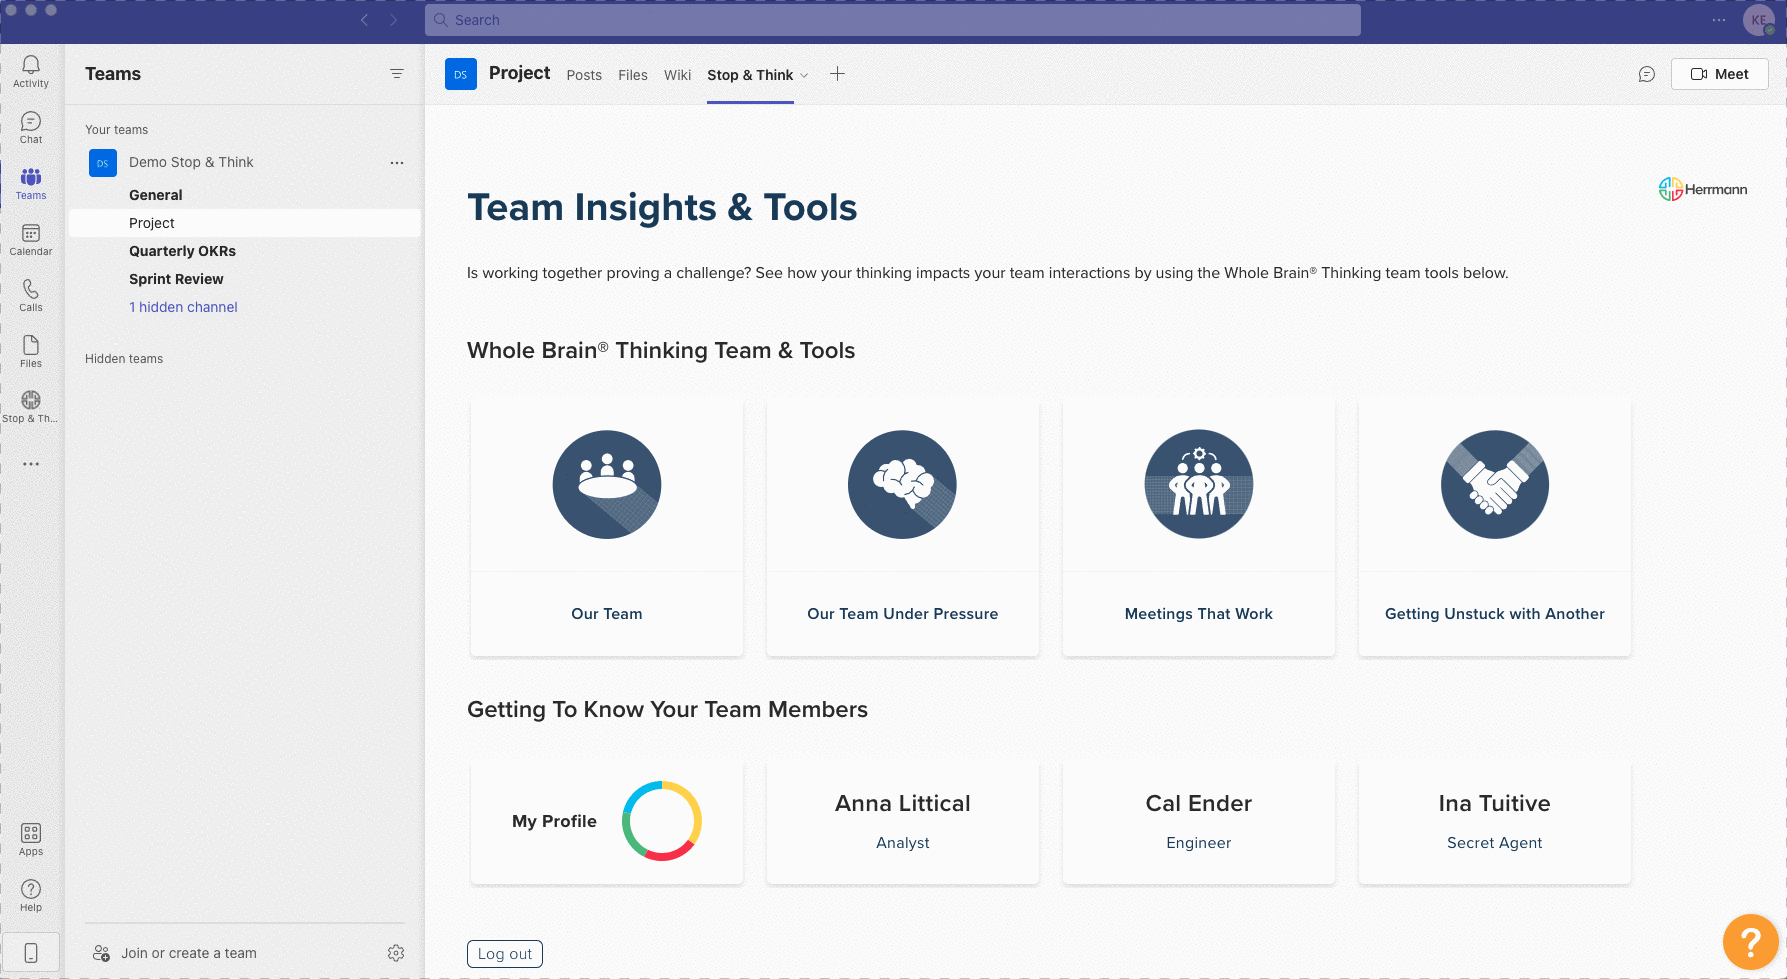 Search
KE
Activity
Chat
Teams
Calendar
Calls
Files
Stop & Th...
Apps
Help
Teams
Your teams
DS
Demo Stop & Think
General
Project
Quarterly OKRs
Sprint Review
1 hidden channel
Hidden teams
Join or create a team
DS
Project
Posts
Files
Wiki
Stop & Think
Meet
Team Insights & Tools
Herrmann
Is working together proving a challenge? See how your thinking impacts your team interactions by using the Whole Brain® Thinking team tools below.
Whole Brain® Thinking Team & Tools
Our Team
Our Team Under Pressure
Meetings That Work
Getting Unstuck with Another
Getting To Know Your Team Members
My Profile
Anna Littical
Analyst
Cal Ender
Engineer
Ina Tuitive
Secret Agent
Log out
?